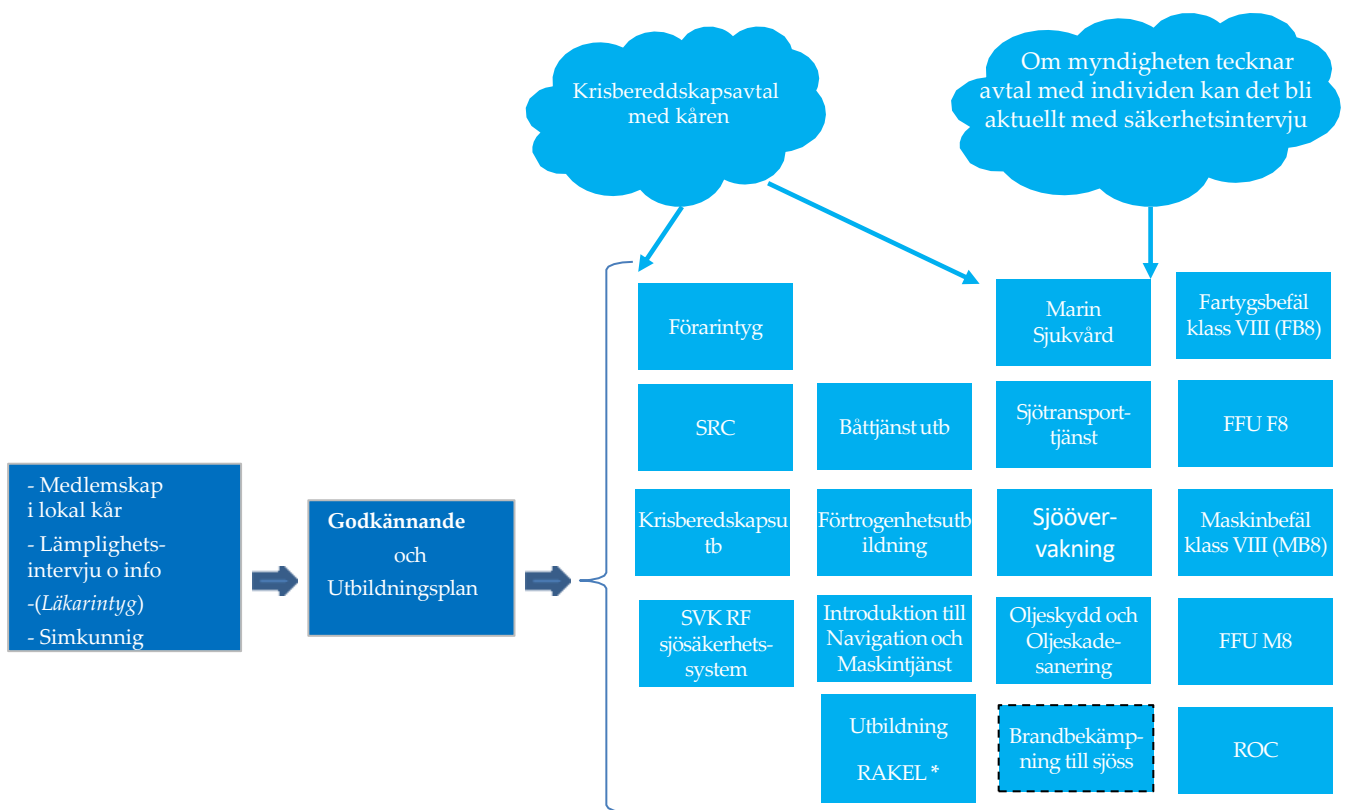 Krisbereddskapsavtal
med kåren
Om myndigheten tecknar
avtal med individen kan det bli
aktuellt med säkerhetsintervju
- Medlemskap
i lokal kår
- Lämplighets-
intervju o info
-(Läkarintyg)
- Simkunnig
Godkännande
och
Utbildningsplan
Förarintyg
SRC
Krisberedskapsu
tb
SVK RF
sjösäkerhets-
system
Båttjänst utb
Förtrogenhetsutb
ildning
Introduktion till
Navigation och
Maskintjänst
Utbildning
RAKEL *
Marin
Sjukvård
Sjötransport-
tjänst
Sjööver-
vakning
Oljeskydd och
Oljeskade-
sanering
Brandbekämp-
ning till sjöss
Fartygsbefäl
klass VIII (FB8)
FFU F8
Maskinbefäl
klass VIII (MB8)
FFU M8
ROC